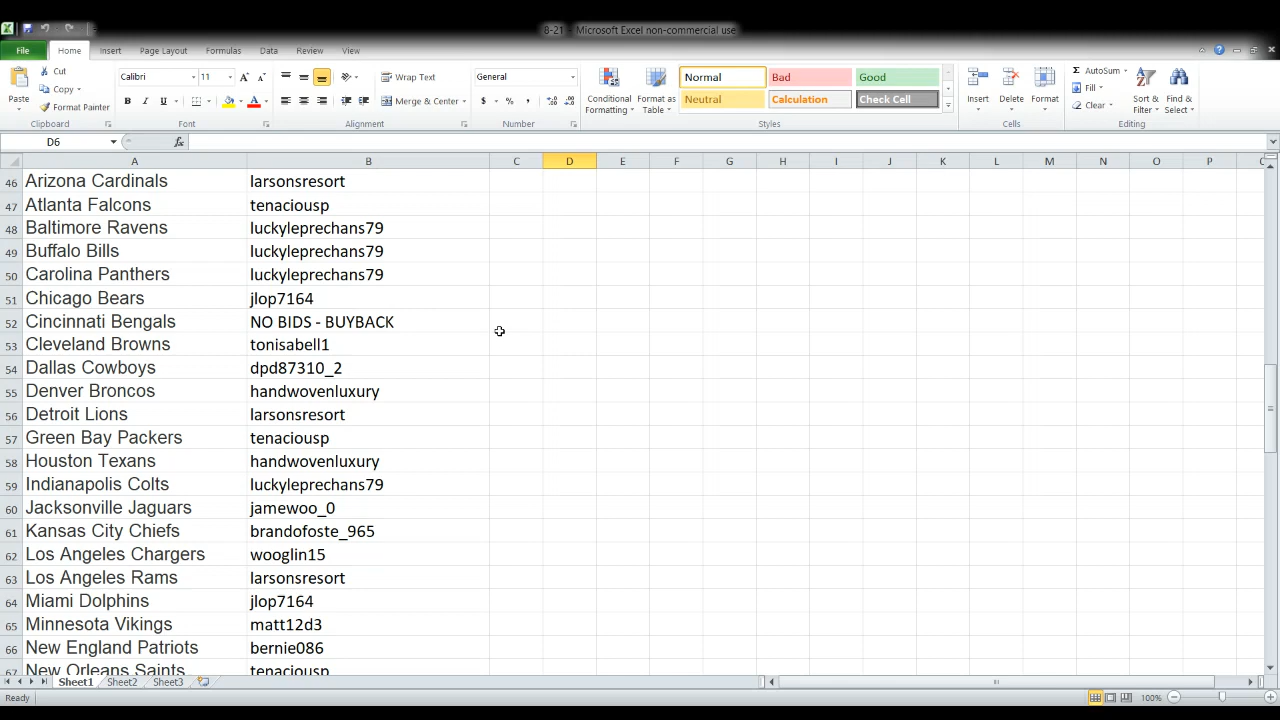 8-21 - Microsoft Excel non-commercial use
File Home Insert Page Layout Formulas Data Review View
Cut
Copy
Format Painter
Paste
Clipboard
Calibri 11
Font
Wrap Text
Merge & Center
Alignment
General
Number
Conditional Formatting
Format as Table
Normal Bad Good
Neutral Calculation Check Cell
Styles
Insert Delete Format
Cells
AutoSum
Fill
Clear
Sort & Filter
Find & Select
Editing
D6
A B C D E F G H I J K L M N O P
46 Arizona Cardinals larsonsresort
47 Atlanta Falcons tenaciousp
48 Baltimore Ravens luckyleprechans79
49 Buffalo Bills luckyleprechans79
50 Carolina Panthers luckyleprechans79
51 Chicago Bears jlop7164
52 Cincinnati Bengals NO BIDS - BUYBACK
53 Cleveland Browns tonisabell1
54 Dallas Cowboys dpd87310_2
55 Denver Broncos handwovenluxury
56 Detroit Lions larsonsresort
57 Green Bay Packers tenaciousp
58 Houston Texans handwovenluxury
59 Indianapolis Colts luckyleprechans79
60 Jacksonville Jaguars jamewoo_0
61 Kansas City Chiefs brandofoste_965
62 Los Angeles Chargers wooglin15
63 Los Angeles Rams larsonsresort
64 Miami Dolphins jlop7164
65 Minnesota Vikings matt12d3
66 New England Patriots bernie086
67 New Orleans Saints tenaciousp
Sheet1 Sheet2 Sheet3
Ready
100%